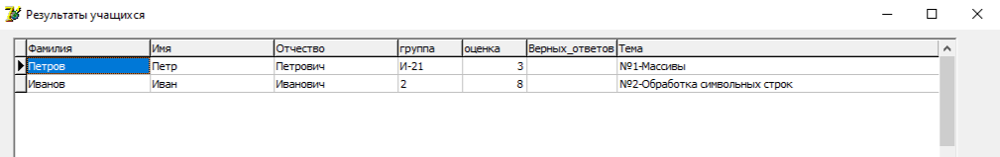 Результаты учащихся
Фамилия Имя Отчество группа оценка Верных_ответов Тема
Петров Петр Петрович И-21 3 №1-Массивы
Иванов Иван Иванович 2 8 №2-Обработка символьных строк